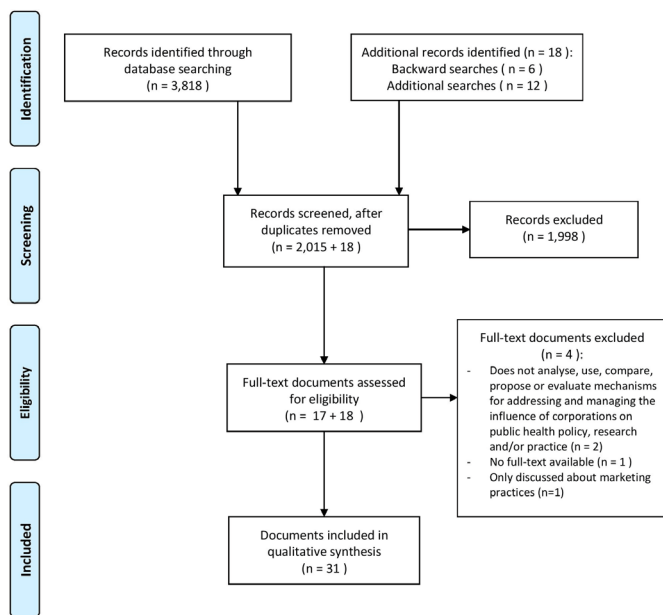 Identification
Records identified through
database searching
(n = 3,818 )
Additional records identified (n = 18 ):
Backward searches ( n = 6 )
Additional searches ( n = 12 )
Screening
Records screened, after
duplicates removed
(n = 2,015 + 18 )
Records excluded
(n = 1,998 )
Eligibility
Full-text documents assessed
for eligibility
(n = 17 + 18 )
Full-text documents excluded
(n = 4 ) :
- Does not analyse, use, compare,
propose or evaluate mechanisms
for addressing and managing the
influence of corporations on
public health policy, research
and/or practice (n = 2)
- No full-text available (n = 1 )
- Only discussed about marketing
practices (n=1)
Included
Documents included in
qualitative synthesis
(n = 31 )